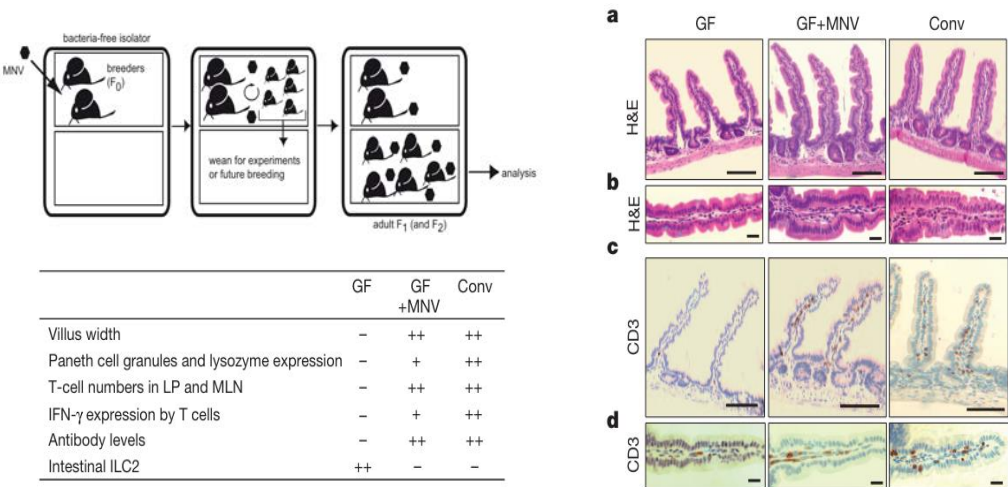 bacteria-free isolator
MNV
breeders
(F0)
wean for experiments
or future breeding
analysis
adult F1 (and F2)
GF GF Conv
+MNV
Villus width – ++ ++
Paneth cell granules and lysozyme expression – + ++
T-cell numbers in LP and MLN – ++ ++
IFN-γ expression by T cells – + ++
Antibody levels – ++ ++
Intestinal ILC2 ++ – –
a
GF GF+MNV Conv
H&E
b
H&E
c
CD3
d
CD3